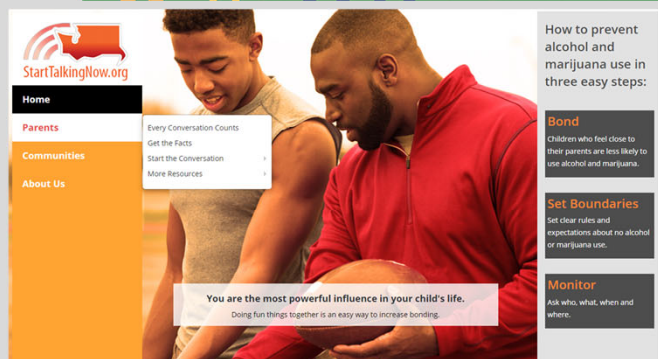 StartTalkingNow.org
Home
Parents
Communities
About Us
Every Conversation Counts
Get the Facts
Start the Conversation
More Resources
You are the most powerful influence in your child's life.
Doing fun things together is an easy way to increase bonding.
How to prevent
alcohol and
marijuana use in
three easy steps:
Bond
Children who feel close to
their parents are less likely to
use alcohol and marijuana.
Set Boundaries
Set clear rules and
expectations about no alcohol
or marijuana use.
Monitor
Ask who, what, when and
where.